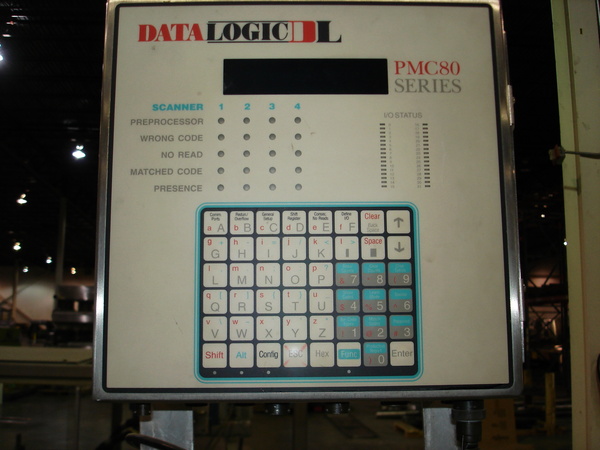 DATALOGIC DL
PMC80
SERIES
SCANNER 1 2 3 4
PREPROCESSOR
WRONG CODE
NO READ
MATCHED CODE
PRESENCE
I/O STATUS
Clear
a A b B c C d D e E r F
g G h H i I j J k K Space
l L m M n N o O p P 7 8 9
q Q r R s S t T u U 4 5 6
v V w W x X y Y z Z 1 2 3
Shift Alt Config Hex Func 0 Enter